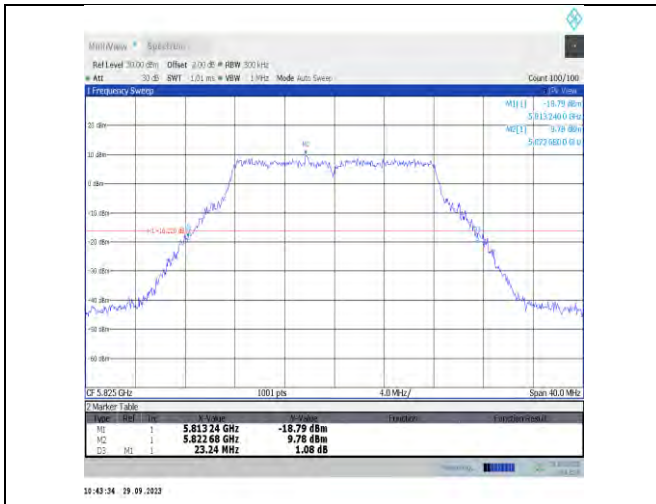 MultiView Spectrum
Ref Level 30.00 dBm Offset 2.00 dB RBW 300 kHz
Att 30 dB SWT 1.01 ms VBW 1 MHz Mode Auto Sweep Count 100/100
1 Frequency Sweep 1Pk View
M1[1] -18.79 dBm
5.813 240 0 GHz
M2[1] 9.78 dBm
20 dBm
M2
10 dBm
0 dBm
-10 dBm
-20 dBm
-30 dBm
-40 dBm
-50 dBm
-60 dBm
CF 5.825 GHz 1001 pts 4.0 MHz/ Span 40.0 MHz
2 Marker Table
Type Ref Trc X-Value Y-Value Function Function Result
M1 1 5.813 24 GHz -18.79 dBm
M2 1 5.822 68 GHz 9.78 dBm
D3 M1 1 23.24 MHz 1.08 dB
10:43:34 29.09.2023